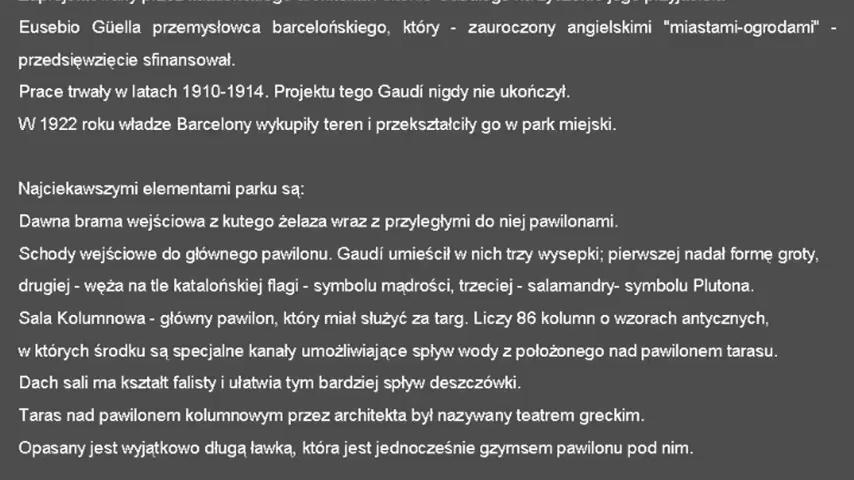 Eusebio Güella przemysłowca barcelońskiego, który - zauroczony angielskimi "miastami-ogrodami" -
przedsięwzięcie sfinansował.
Prace trwały w latach 1910-1914. Projektu tego Gaudí nigdy nie ukończył.
W 1922 roku władze Barcelony wykupiły teren i przekształciły go w park miejski.
Najciekawszymi elementami parku są:
Dawna brama wejściowa z kutego żelaza wraz z przyległymi do niej pawilonami.
Schody wejściowe do głównego pawilonu. Gaudí umieścił w nich trzy wysepki; pierwszej nadał formę groty,
drugiej - węża na tle katalońskiej flagi - symbolu mądrości, trzeciej - salamandry- symbolu Plutona.
Sala Kolumnowa - główny pawilon, który miał służyć za targ. Liczy 86 kolumn o wzorach antycznych,
w których środku są specjalne kanały umożliwiające spływ wody z położonego nad pawilonem tarasu.
Dach sali ma kształt falisty i ułatwia tym bardziej spływ deszczówki.
Taras nad pawilonem kolumnowym przez architekta był nazywany teatrem greckim.
Opasany jest wyjątkowo długą ławką, która jest jednocześnie gzymsem pawilonu pod nim.